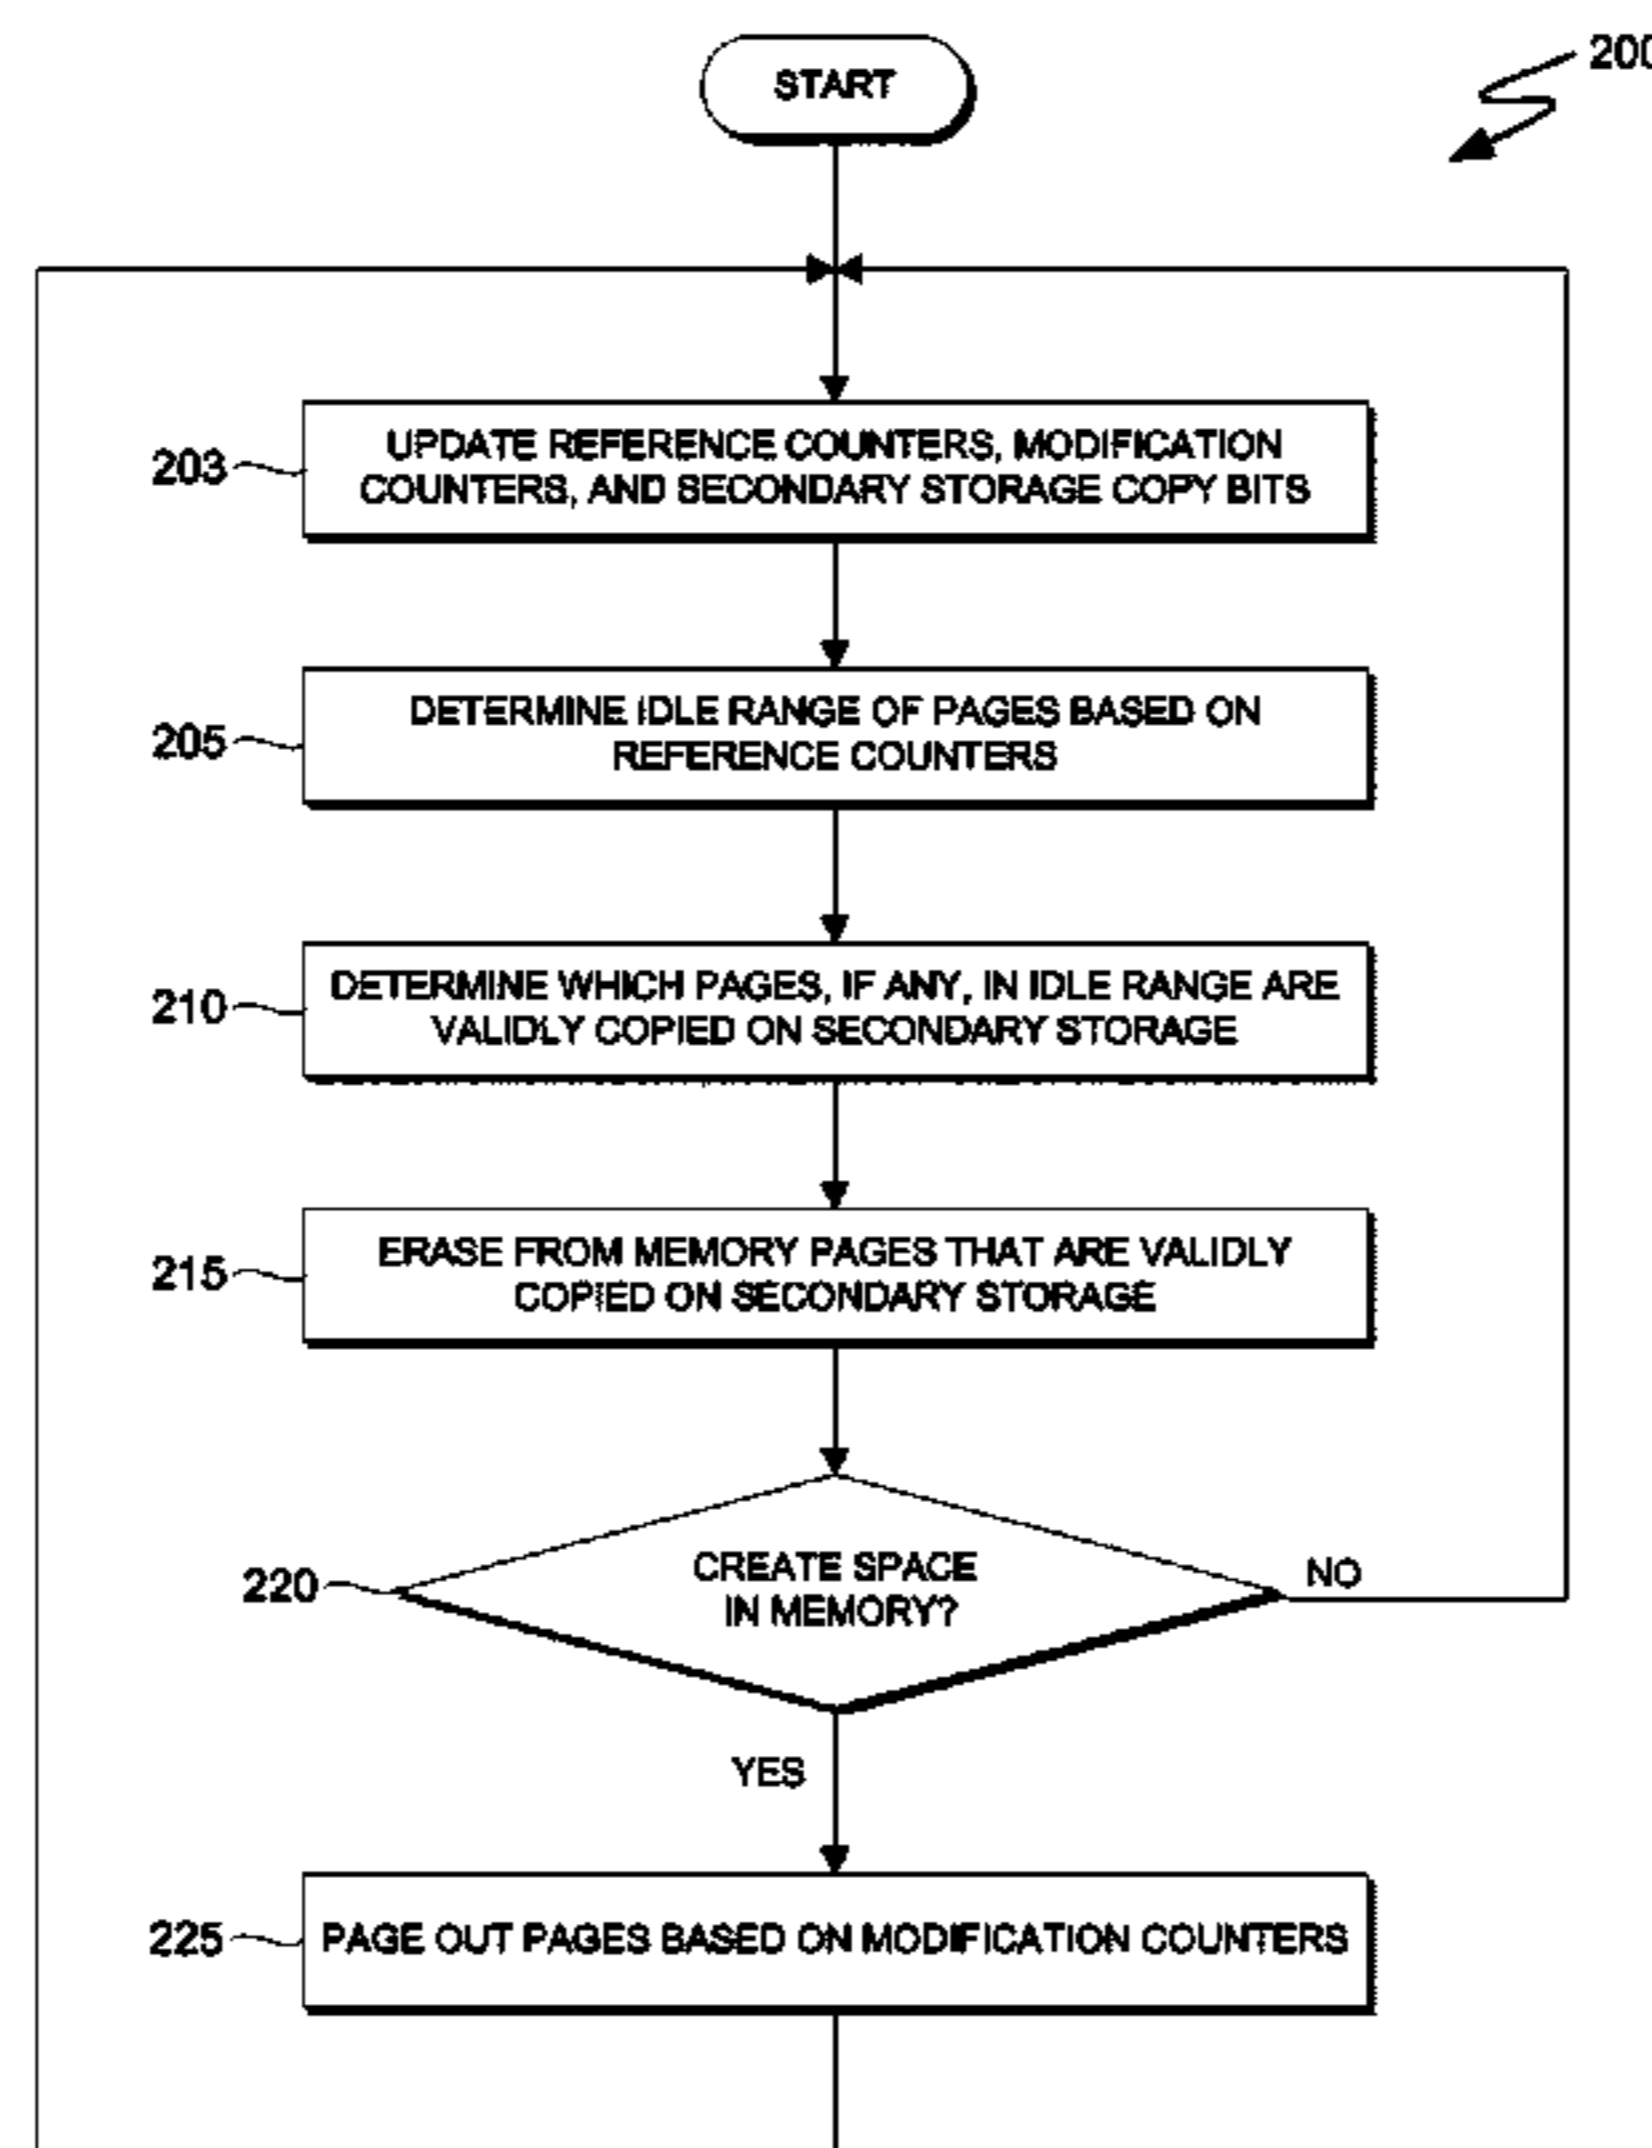 START
200
203
UPDATE REFERENCE COUNTERS, MODIFICATION
COUNTERS, AND SECONDARY STORAGE COPY BITS
205
DETERMINE IDLE RANGE OF PAGES BASED ON
REFERENCE COUNTERS
210
DETERMINE WHICH PAGES, IF ANY, IN IDLE RANGE ARE
VALIDLY COPIED ON SECONDARY STORAGE
215
ERASE FROM MEMORY PAGES THAT ARE VALIDLY
COPIED ON SECONDARY STORAGE
220
CREATE SPACE
IN MEMORY?
NO
YES
225
PAGE OUT PAGES BASED ON MODIFICATION COUNTERS